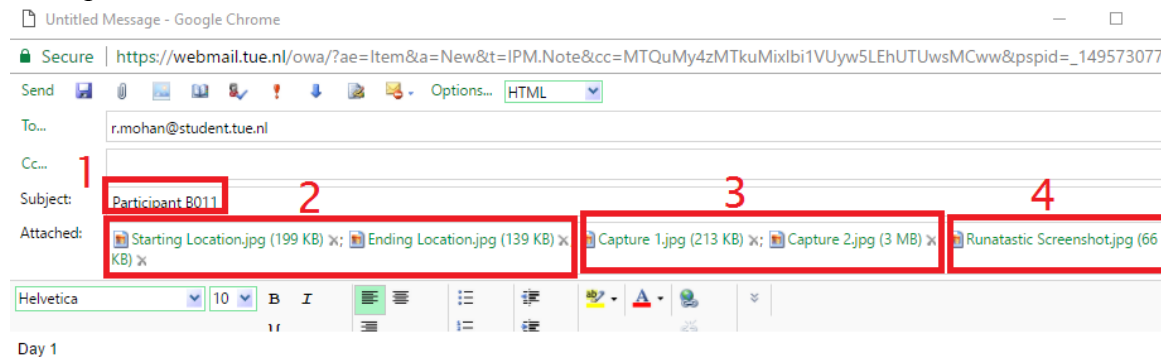 Untitled Message - Google Chrome
Secure | https://webmail.tue.nl/owa/?ae=Item&a=New&t=IPM.Note&cc=MTQuMy4zMTkuMixlbi1VUyw5LEhUTUwsMCww&pspid=_149573077
Send Options... HTML
To... r.mohan@student.tue.nl
Cc...
1
Subject: Participant B011
2 3 4
Attached: Starting Location.jpg (199 KB) ; Ending Location.jpg (139 KB) Capture 1.jpg (213 KB) ; Capture 2.jpg (3 MB) Runatastic Screenshot.jpg (66
KB)
Helvetica 10 B I A
Day 1